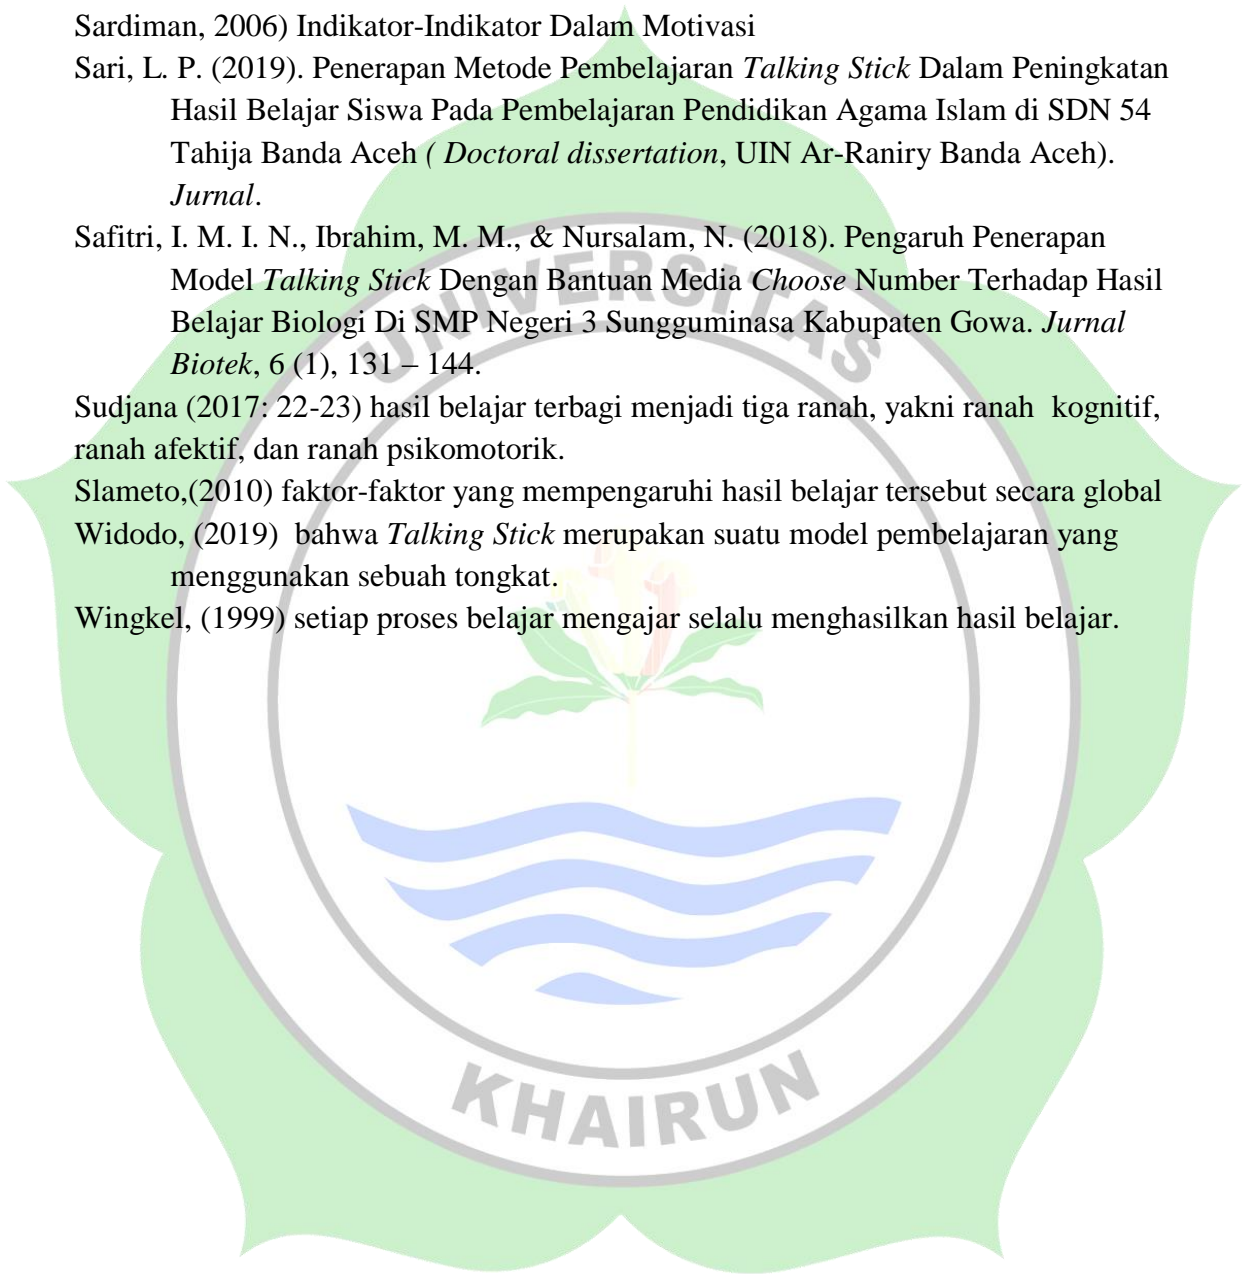 Sardiman, 2006) Indikator-Indikator Dalam Motivasi
Sari, L. P. (2019). Penerapan Metode Pembelajaran Talking Stick Dalam Peningkatan
Hasil Belajar Siswa Pada Pembelajaran Pendidikan Agama Islam di SDN 54
Tahija Banda Aceh ( Doctoral dissertation, UIN Ar-Raniry Banda Aceh).
Jurnal.
Safitri, I. M. I. N., Ibrahim, M. M., & Nursalam, N. (2018). Pengaruh Penerapan
Model Talking Stick Dengan Bantuan Media Choose Number Terhadap Hasil
Belajar Biologi Di SMP Negeri 3 Sungguminasa Kabupaten Gowa. Jurnal
Biotek, 6 (1), 131 – 144.
Sudjana (2017: 22-23) hasil belajar terbagi menjadi tiga ranah, yakni ranah  kognitif,
ranah afektif, dan ranah psikomotorik.
Slameto,(2010) faktor-faktor yang mempengaruhi hasil belajar tersebut secara global
Widodo, (2019)  bahwa Talking Stick merupakan suatu model pembelajaran yang
menggunakan sebuah tongkat.
Wingkel, (1999) setiap proses belajar mengajar selalu menghasilkan hasil belajar.
UNIVERSITAS
KHAIRUN